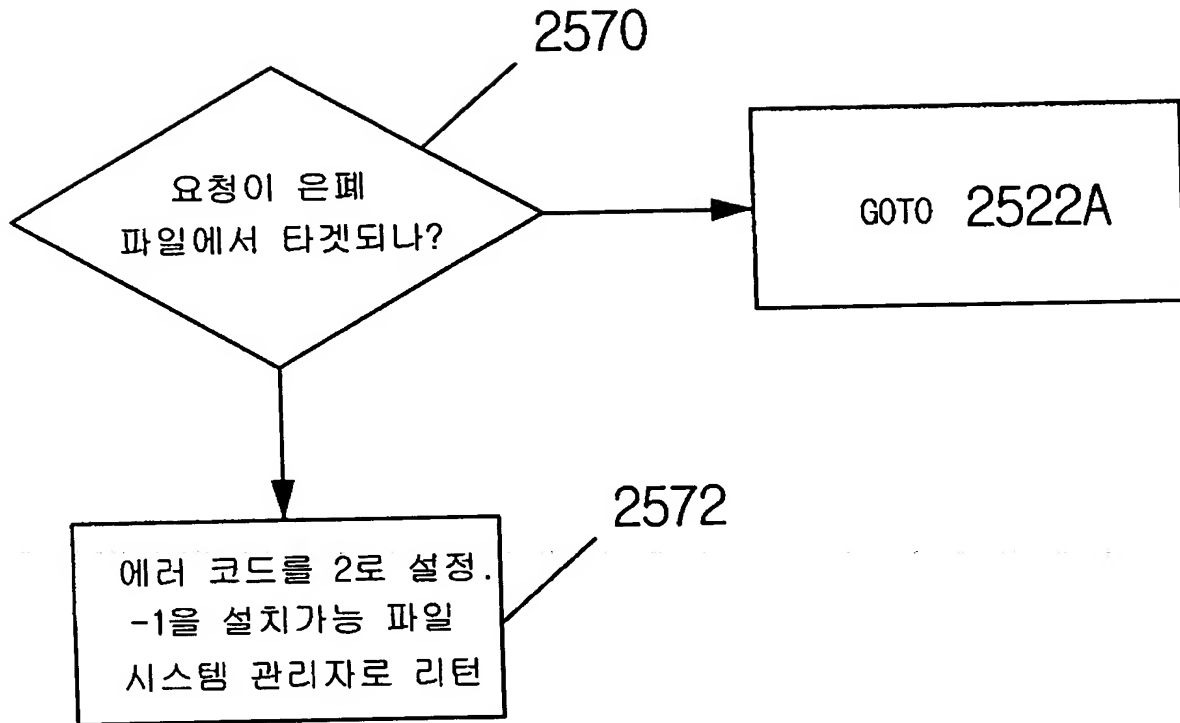 2570
요청이 은폐
파일에서 타겟되나?
GOTO 2522A
2572
에러 코드를 2로 설정.
-1을 설치가능 파일
시스템 관리자로 리턴